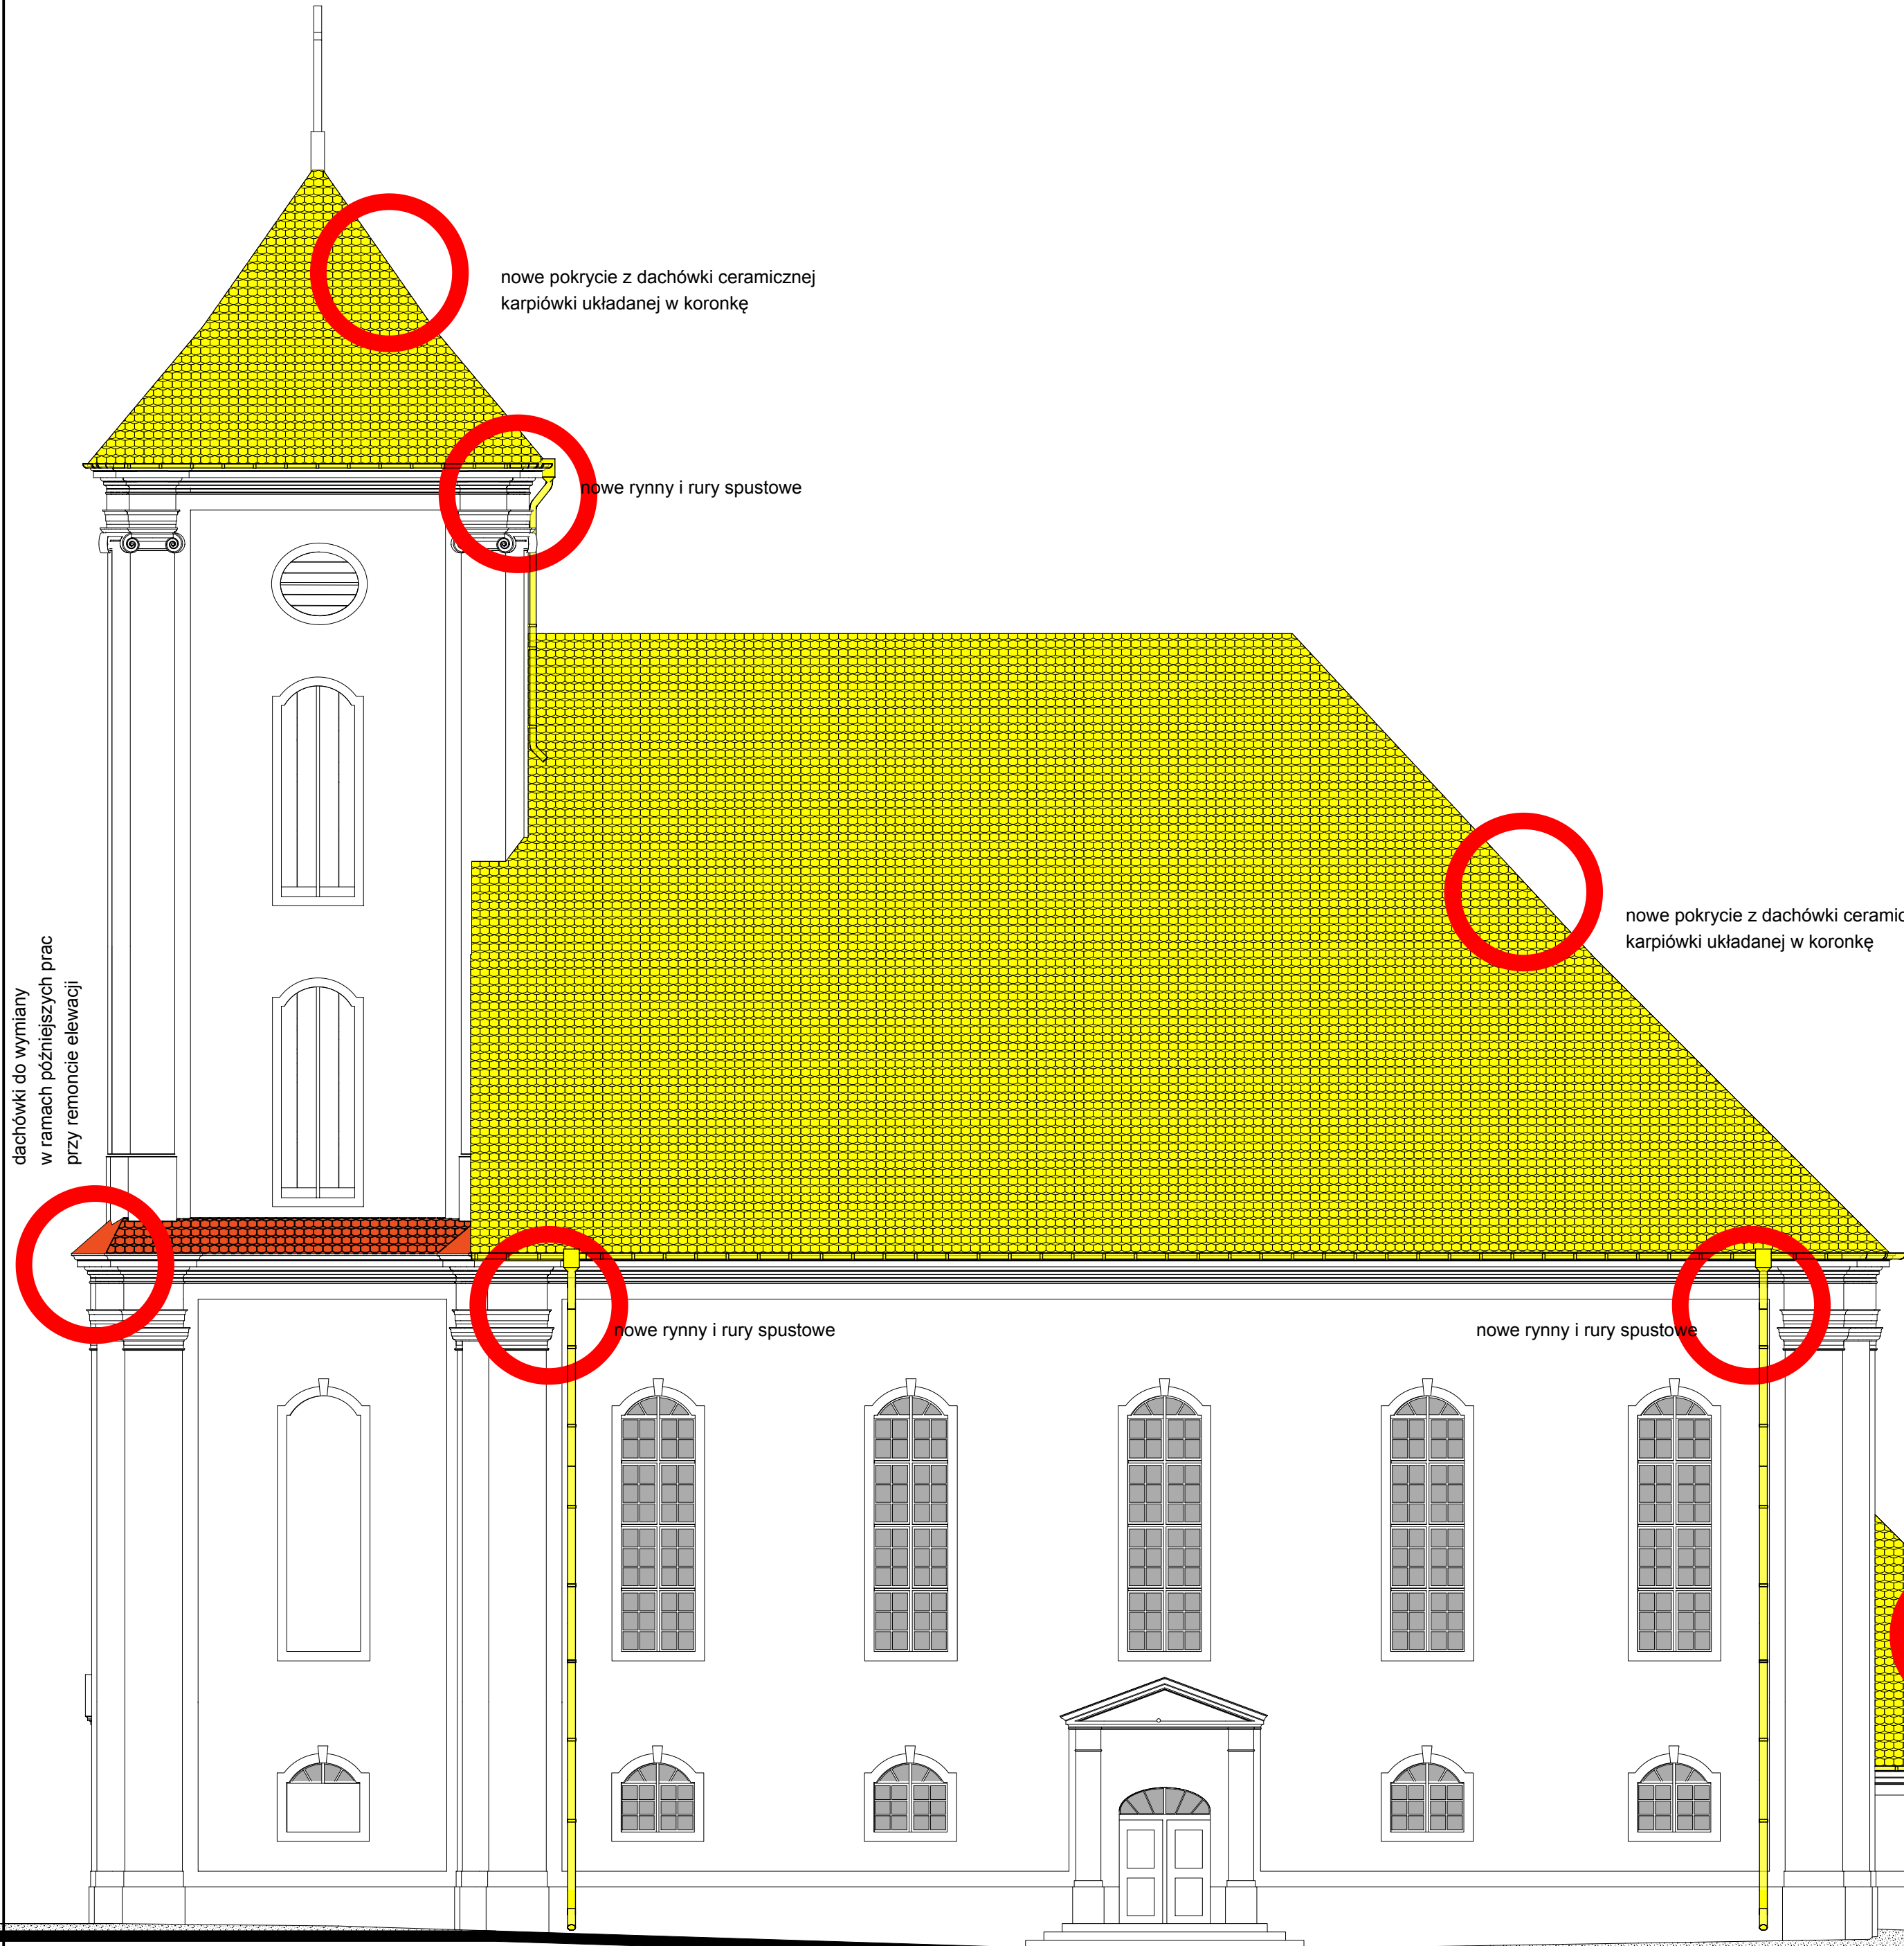 nowe pokrycie z dachówki ceramicznej
karpiówki układanej w koronkę
nowe rynny i rury spustowe
nowe pokrycie z dachówki ceramic
karpiówki układanej w koronkę
dachówki do wymiany
w ramach późniejszych prac
przy remoncie elewacji
nowe rynny i rury spustowe
nowe rynny i rury spustowe